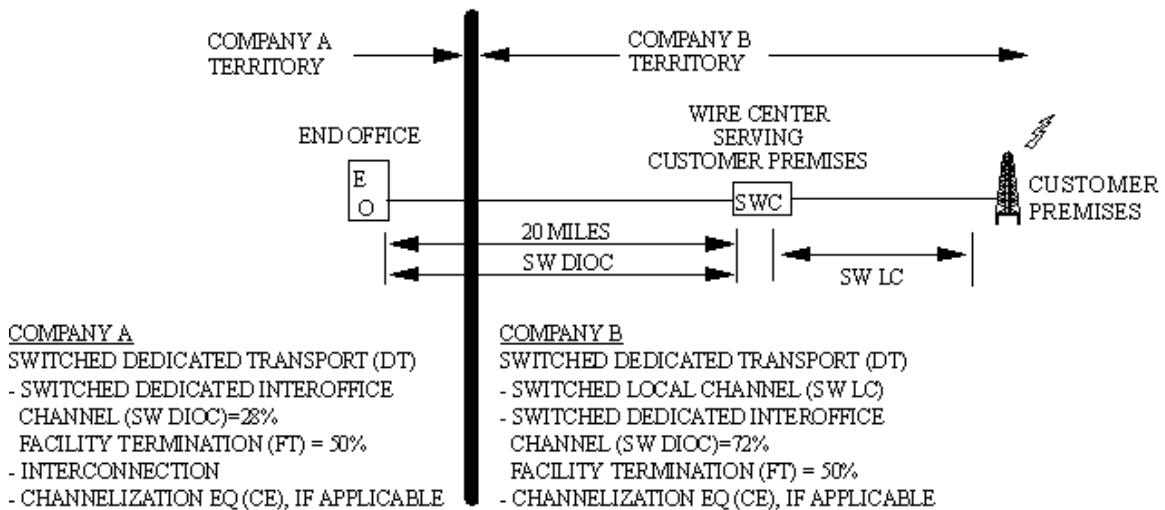 COMPANY A
TERRITORY
COMPANY B
TERRITORY
END OFFICE
WIRE CENTER
SERVING
CUSTOMER PREMISES
E
O
SWC
CUSTOMER
PREMISES
20 MILES
SW DIOC
SW LC
COMPANY A
SWITCHED DEDICATED TRANSPORT (DT)
- SWITCHED DEDICATED INTEROFFICE
CHANNEL (SW DIOC)=28%
FACILITY TERMINATION (FT) = 50%
- INTERCONNECTION
- CHANNELIZATION EQ (CE), IF APPLICABLE
COMPANY B
SWITCHED DEDICATED TRANSPORT (DT)
- SWITCHED LOCAL CHANNEL (SW LC)
- SWITCHED DEDICATED INTEROFFICE
CHANNEL (SW DIOC)=72%
FACILITY TERMINATION (FT) = 50%
- CHANNELIZATION EQ (CE), IF APPLICABLE